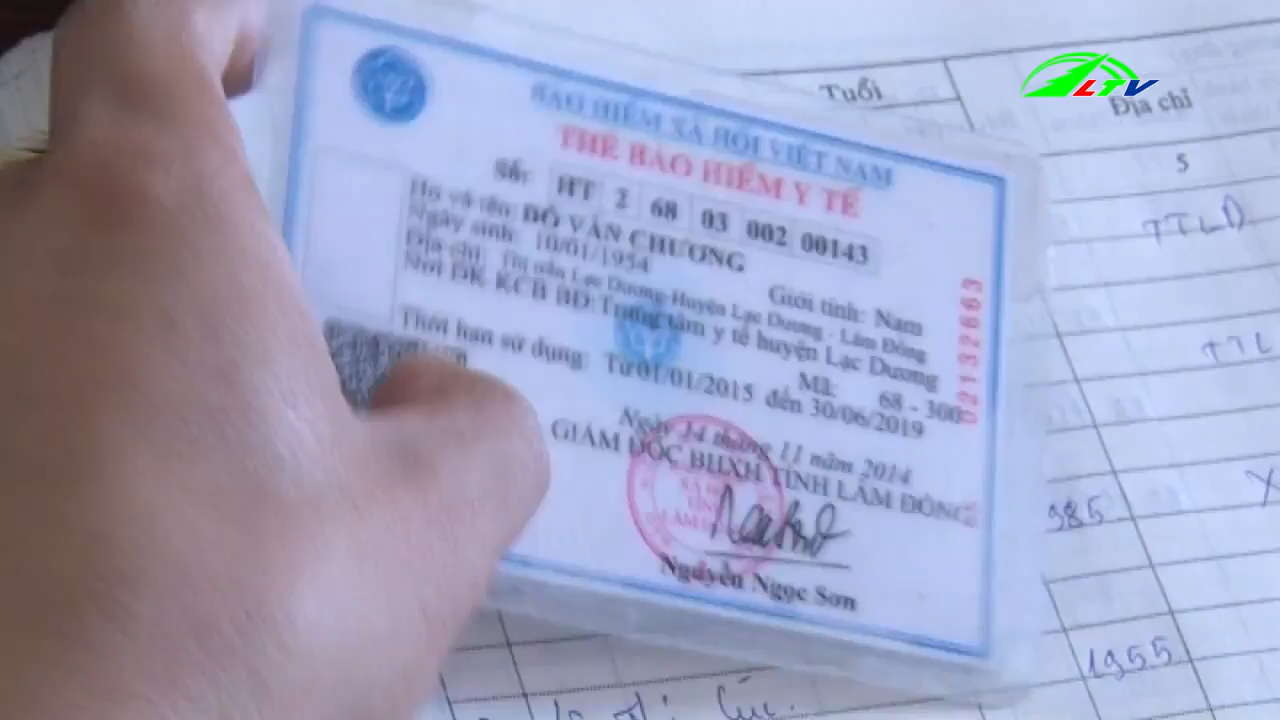 LTV
Tuổi
Địa chỉ
5
TTLD
TTL
BẢO HIỂM XÃ HỘI VIỆT NAM
THẺ BẢO HIỂM Y TẾ
Số: HT 2 68 03 002 00143
Họ và tên: ĐỖ VĂN CHƯƠNG
Ngày sinh: 10/01/1954 Giới tính: Nam
Địa chỉ: Thị trấn Lạc Dương-Huyện Lạc Dương - Lâm Đồng
Nơi ĐK KCB BĐ: Trung tâm y tế huyện Lạc Dương
Mã: 68 - 300
Thời hạn sử dụng: Từ 01/01/2015 đến 30/06/2019
Ngày 14 tháng 11 năm 2014
GIÁM ĐỐC BHXH TỈNH LÂM ĐỒNG
Nguyễn Ngọc Sơn
02132663
985
X
1955